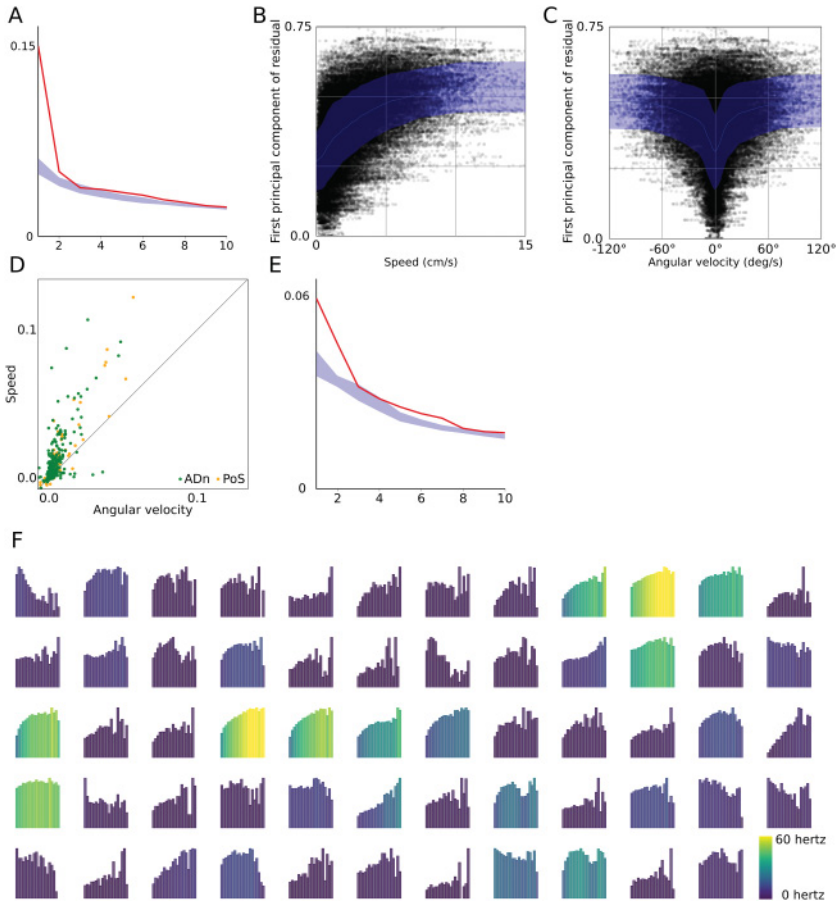 A
0.15
0
2
4
6
8
10
B
First principal component of residual
0.75
0.0
0
15
Speed (cm/s)
C
First principal component of residual
0.75
0.0
-120°
-60°
0°
60°
120°
Angular velocity (deg/s)
D
Speed
0.1
0.0
0.0
0.1
ADn
PoS
Angular velocity
E
0.06
0
2
4
6
8
10
F
60 hertz
0 hertz